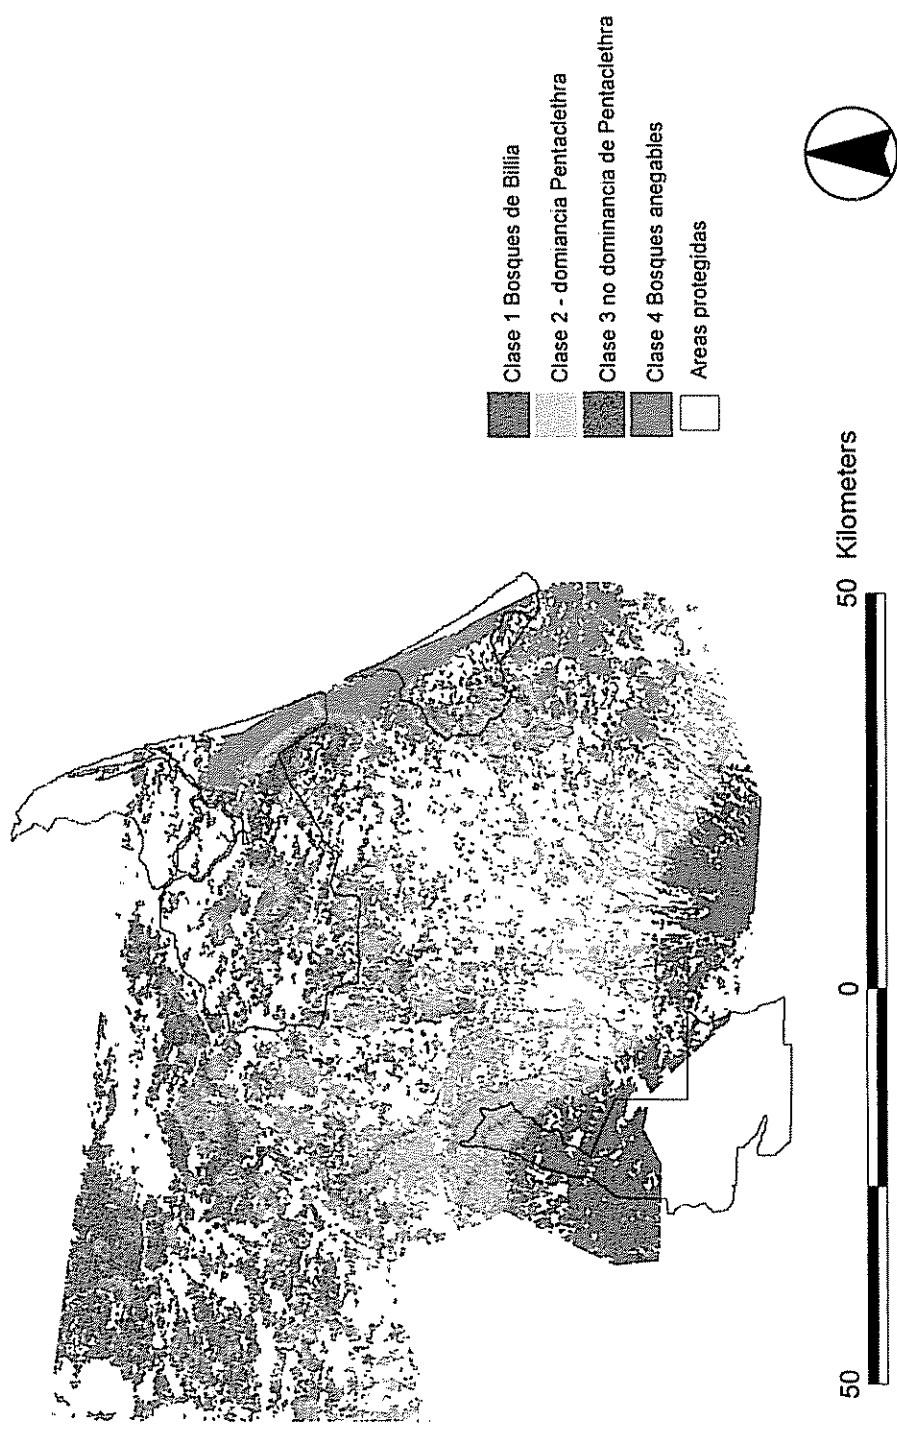 Clase 1 Bosques de Billia
Clase 2 - domiancia Pentaclethra
Clase 3 no dominancia de Pentaclethra
Clase 4 Bosques anegables
Areas protegidas
50 0 50 Kilometers